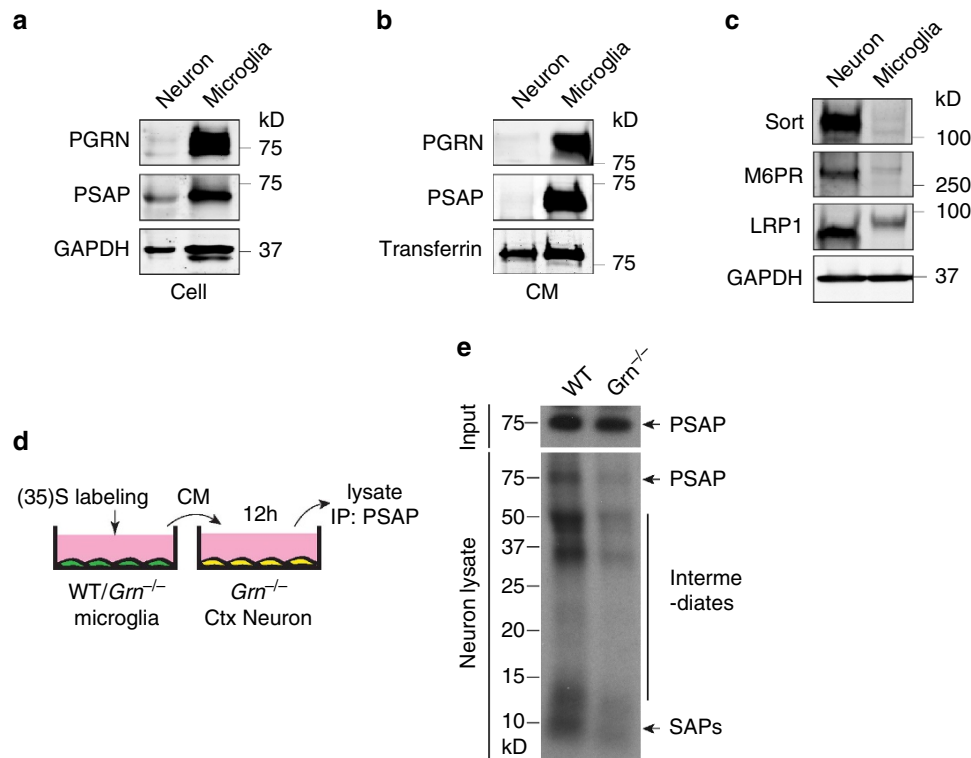 a
Neuron
Microglia
kD
PGRN
75
PSAP
75
GAPDH
37
Cell
b
Neuron
Microglia
kD
PGRN
75
PSAP
75
Transferrin
75
CM
c
Neuron
Microglia
kD
Sort
100
M6PR
250
LRP1
100
GAPDH
37
d
(35)S labeling
CM
12h
lysate
IP: PSAP
WT/Grn–/–
microglia
Grn–/–
Ctx Neuron
e
WT
Grn–/–
Input
75
PSAP
Neuron lysate
75
PSAP
50
37
25
20
15
10
kD
Interme
-diates
SAPs